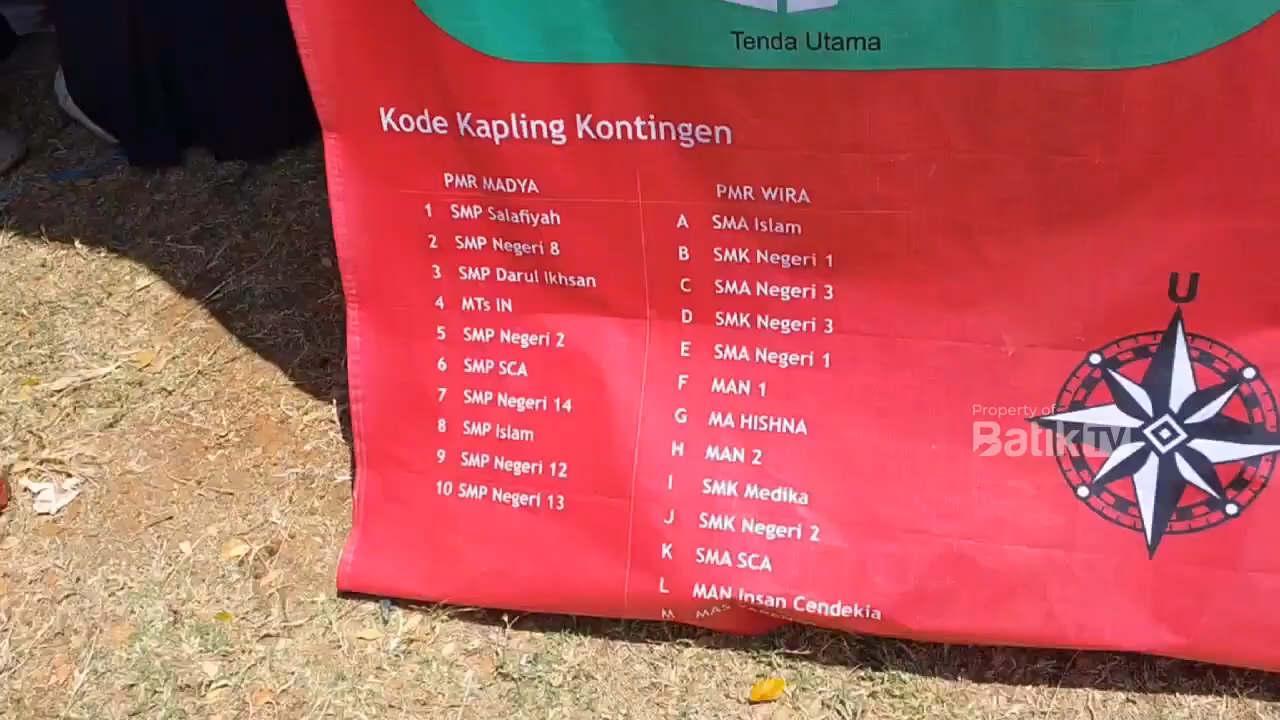 Tenda Utama
Kode Kapling Kontingen
PMR MADYA
1 SMP Salafiyah
2 SMP Negeri 8
3 SMP Darul Ikhsan
4 MTs IN
5 SMP Negeri 2
6 SMP SCA
7 SMP Negeri 14
8 SMP Islam
9 SMP Negeri 12
10 SMP Negeri 13
PMR WIRA
A SMA Islam
B SMK Negeri 1
C SMA Negeri 3
D SMK Negeri 3
E SMA Negeri 1
F MAN 1
G MA HISHNA
H MAN 2
I SMK Medika
J SMK Negeri 2
K SMA SCA
L MAN Insan Cendekia
M MAS
U
Property of
Batik TV